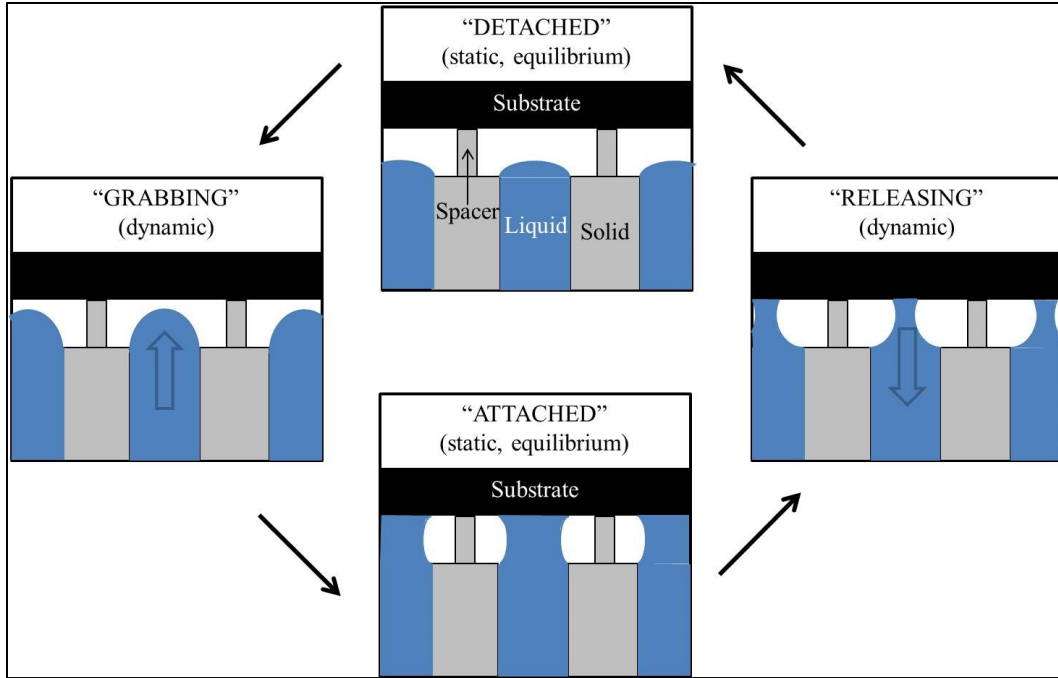 “DETACHED”
(static, equilibrium)
Substrate
Spacer
Liquid
Solid
“GRABBING”
(dynamic)
“RELEASING”
(dynamic)
“ATTACHED”
(static, equilibrium)
Substrate